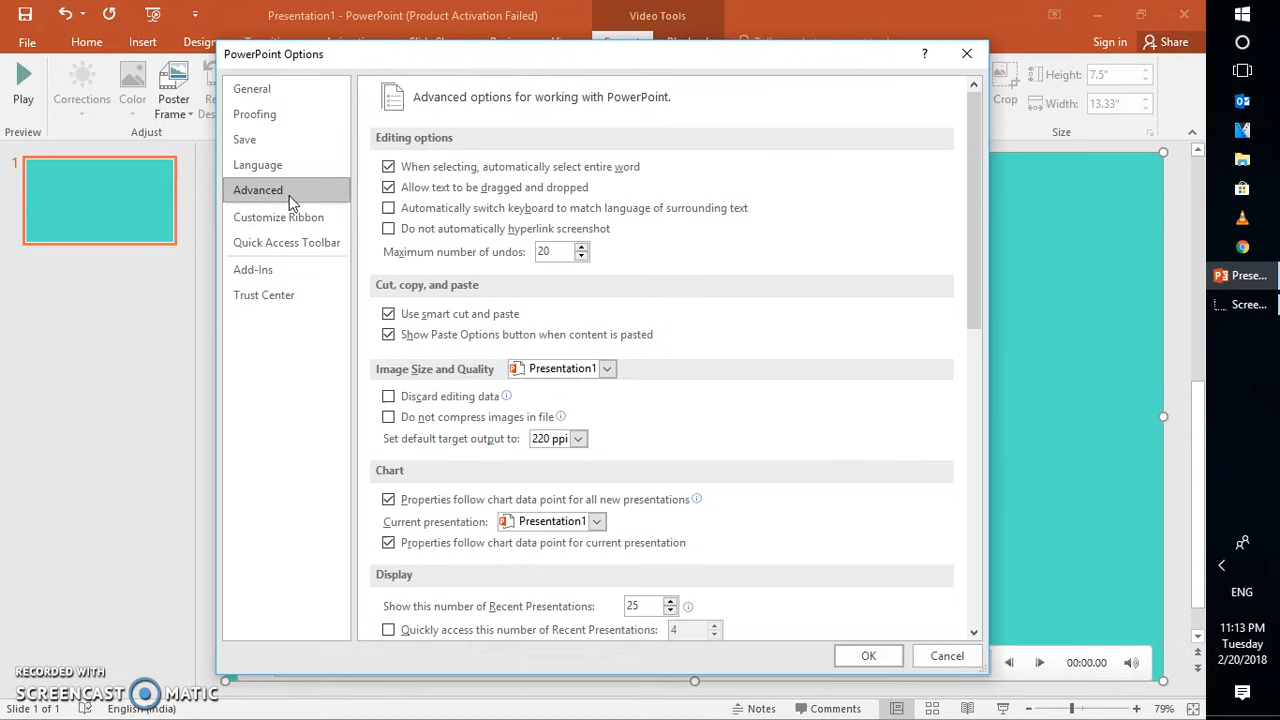 Presentation1 - PowerPoint (Product Activation Failed)
Video Tools
File
Home
Insert
Sign in
Share
Play
Corrections
Color
Poster
Frame
Crop
Height: 7.5"
Width: 13.33"
Preview
Adjust
Size
1
PowerPoint Options
?
General
Proofing
Save
Language
Advanced
Customize Ribbon
Quick Access Toolbar
Add-Ins
Trust Center
Advanced options for working with PowerPoint.
Editing options
When selecting, automatically select entire word
Allow text to be dragged and dropped
Automatically switch keyboard to match language of surrounding text
Do not automatically hyperlink screenshot
Maximum number of undos: 20
Cut, copy, and paste
Use smart cut and paste
Show Paste Options button when content is pasted
Image Size and Quality Presentation1
Discard editing data
Do not compress images in file
Set default target output to: 220 ppi
Chart
Properties follow chart data point for all new presentations
Current presentation: Presentation1
Properties follow chart data point for current presentation
Display
Show this number of Recent Presentations: 25
Quickly access this number of Recent Presentations: 4
OK
Cancel
00:00.00
Prese...
Scree...
ENG
11:13 PM
Tuesday
2/20/2018
RECORDED WITH
SCREENCAST MATIC
Slide 1 of 1
English (India)
Notes
Comments
79%